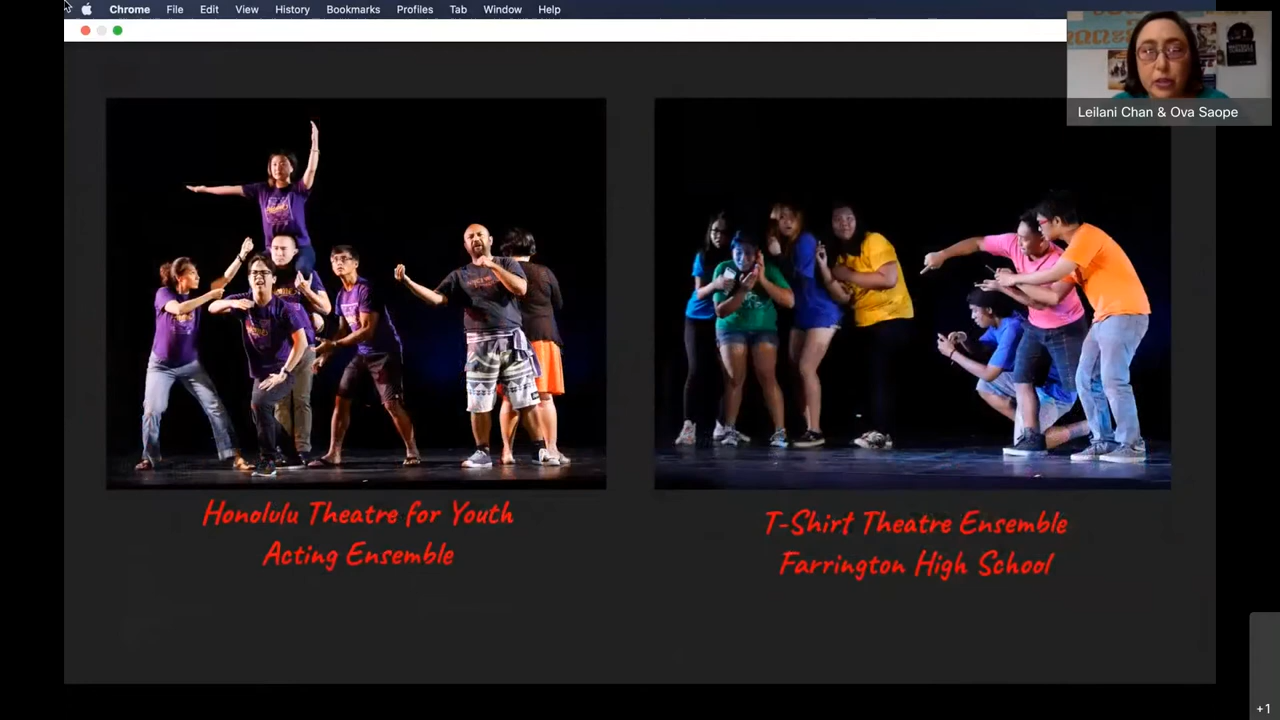 Chrome File Edit View History Bookmarks Profiles Tab Window Help
Leilani Chan & Ova Saope
Honolulu Theatre for Youth
Acting Ensemble
T-Shirt Theatre Ensemble
Farrington High School
+1